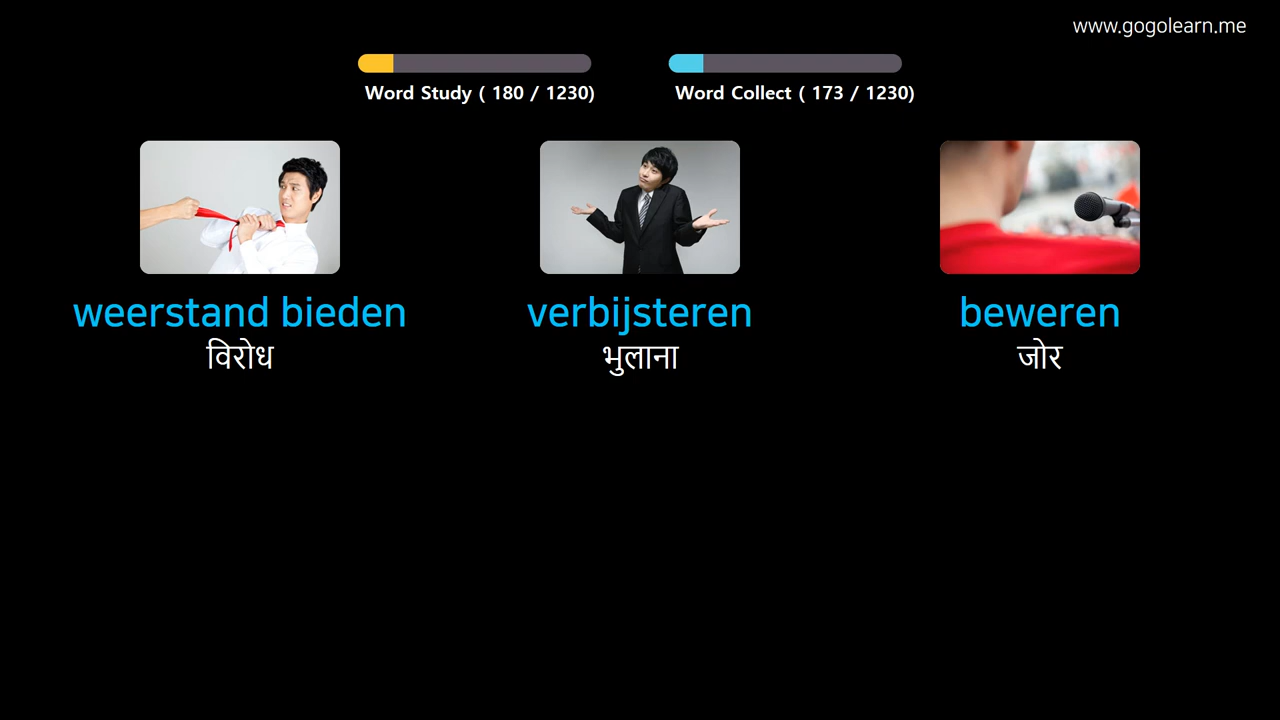 www.gogolearn.me
Word Study ( 180 / 1230)
Word Collect ( 173 / 1230)
weerstand bieden
विरोध
verbijsteren
भुलाना
beweren
जोर